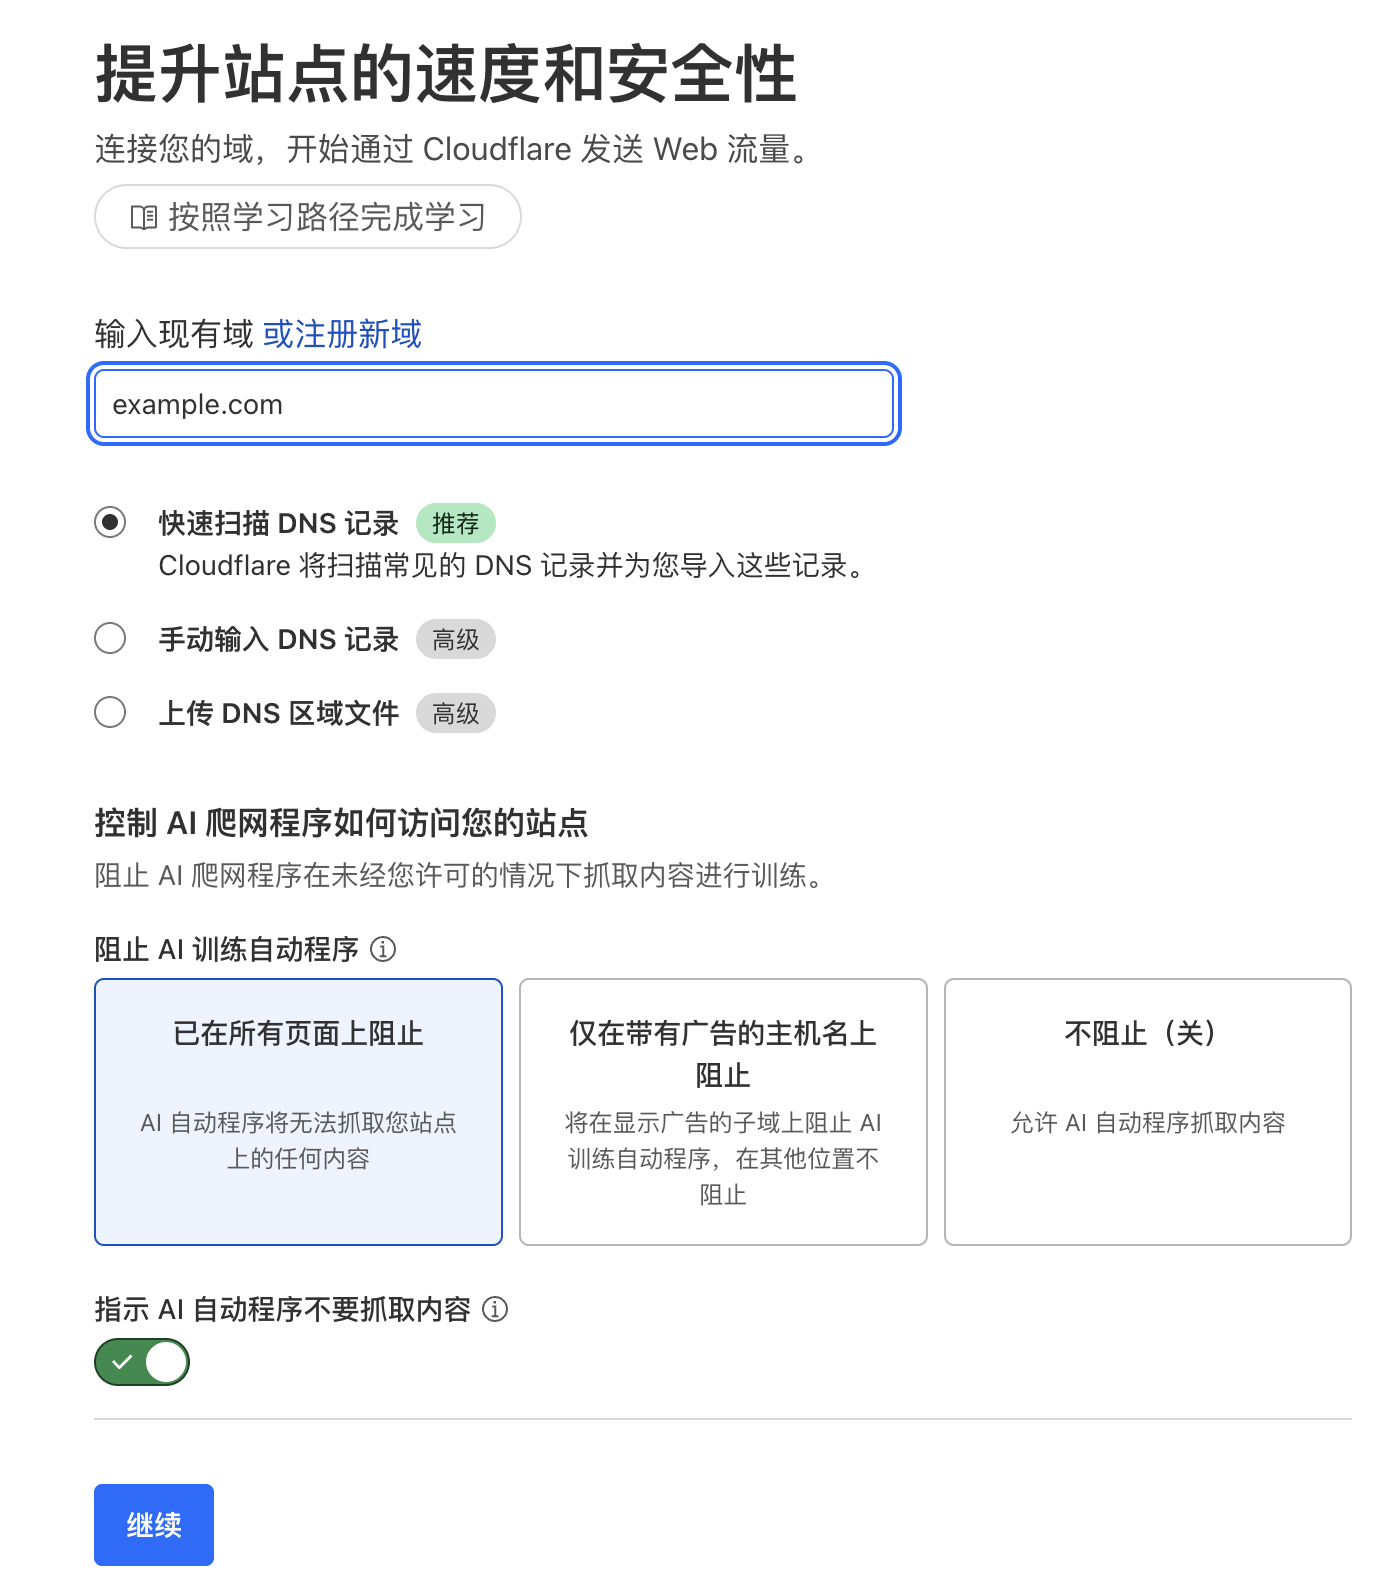 提升站点的速度和安全性
连接您的域，开始通过 Cloudflare 发送 Web 流量。
按照学习路径完成学习
输入现有域 或注册新域
example.com
快速扫描 DNS 记录 推荐
Cloudflare 将扫描常见的 DNS 记录并为您导入这些记录。
手动输入 DNS 记录 高级
上传 DNS 区域文件 高级
控制 AI 爬网程序如何访问您的站点
阻止 AI 爬网程序在未经您许可的情况下抓取内容进行训练。
阻止 AI 训练自动程序
已在所有页面上阻止
AI 自动程序将无法抓取您站点
上的任何内容
仅在带有广告的主机名上
阻止
将在显示广告的子域上阻止 AI
训练自动程序，在其他位置不
阻止
不阻止（关）
允许 AI 自动程序抓取内容
指示 AI 自动程序不要抓取内容
继续